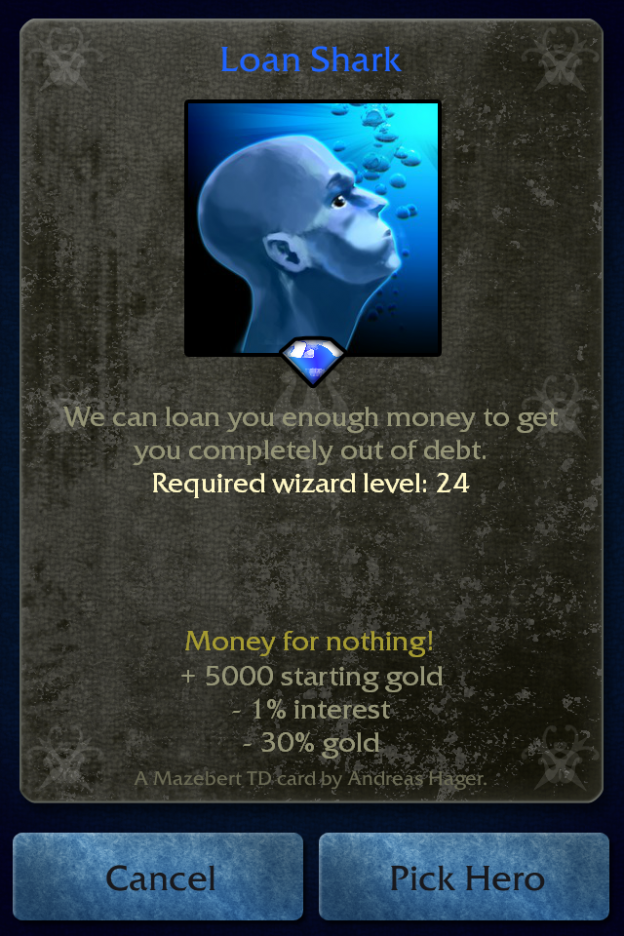 Loan Shark
We can loan you enough money to get
you completely out of debt.
Required wizard level: 24
Money for nothing!
+ 5000 starting gold
- 1% interest
- 30% gold
A Mazebert TD card by Andreas Hager.
Cancel
Pick Hero